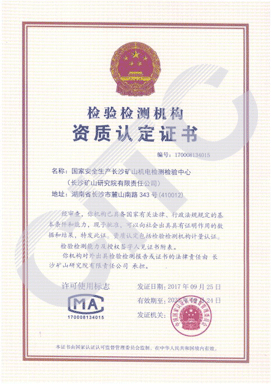 检验检测机构
资质认定证书
编号: 170008134015
名称: 国家安全生产长沙矿山机电检测检验中心
(长沙矿山研究院有限责任公司)
地址: 湖南省长沙市麓山南路 343 号(410012)
经审查，你机构已具备国家有关法律、行政法规规定的基
本条件和能力，现予批准，可以向社会出具具有证明作用的数
据和结果，特发此证。资质认定包括检验检测机构计量认证。
检验检测能力及授权签字人见证书附表。
你机构对外出具检验检测报告或证书的法律责任由 长
沙矿山研究院有限责任公司 承担。
许可使用标志
MA
170008134015
发证日期: 2017 年 09 月 25 日
有效期至:
发证机关:
本证书由国家认证认可监督管理委员会监制，在中华人民共和国境内有效。